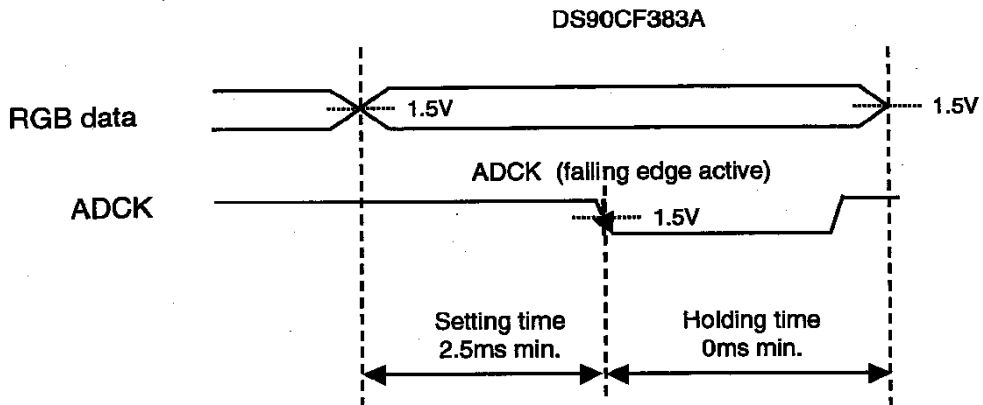 DS90CF383A
RGB data
1.5V
1.5V
ADCK (falling edge active)
ADCK
1.5V
Setting time
2.5ms min.
Holding time
0ms min.